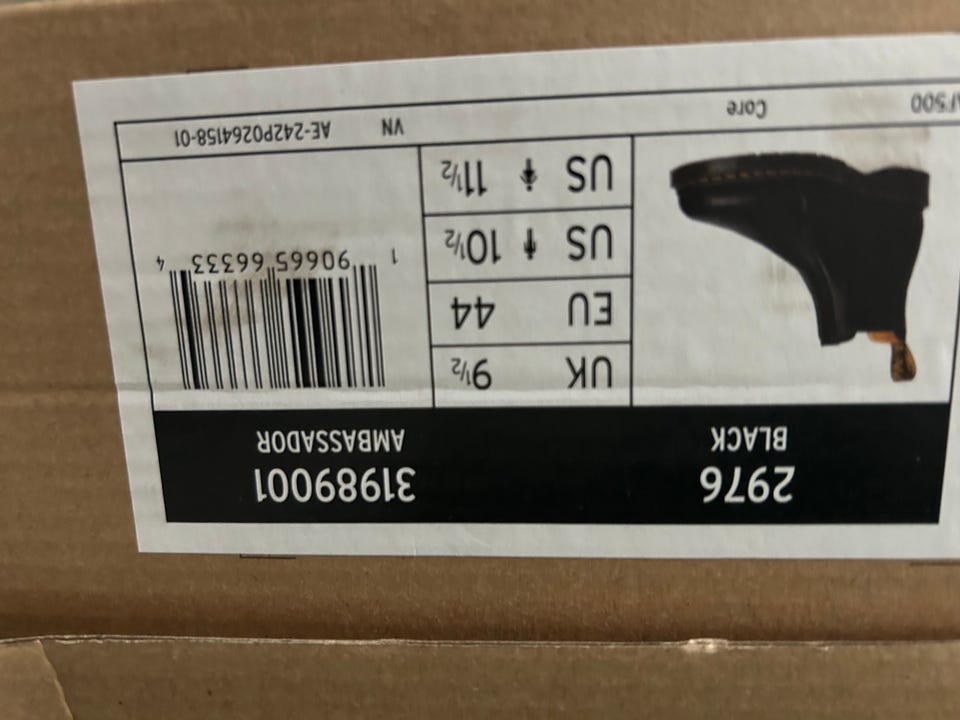 2976
BLACK
31989001
AMBASSADOR
UK 9½
EU 44
US 10½
US 11½
1 90665 66333 4
Core
VN
AE-242P0264158-01